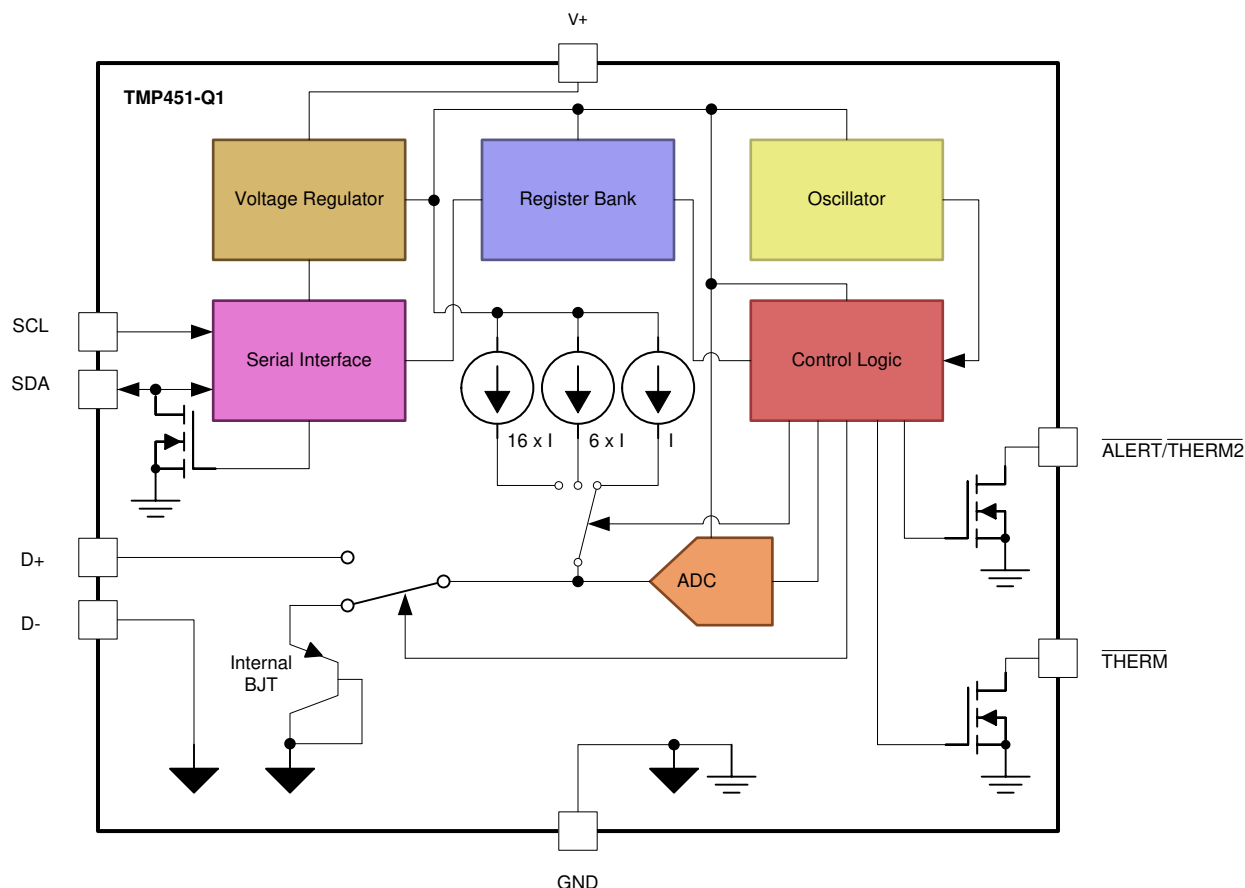 V+
TMP451-Q1
Voltage Regulator
Register Bank
Oscillator
SCL
Serial Interface
Control Logic
SDA
16 x I
6 x I
I
ALERT/THERM2
D+
ADC
D-
Internal
BJT
THERM
GND